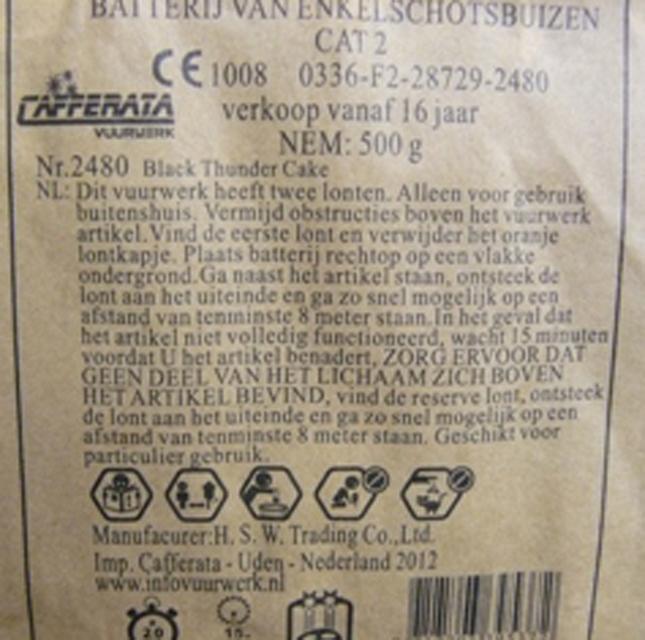 BATTERIJ VAN ENKELSCHOTSBUIZEN
CAT 2
CE 1008 0336-F2-28729-2480
CAFFERATA
VUURWERK
verkoop vanaf 16 jaar
NEM: 500 g
Nr.2480 Black Thunder Cake
NL: Dit vuurwerk heeft twee lonten. Alleen voor gebruik
buitenshuis. Vermijd obstructies boven het vuurwerk
artikel.Vind de eerste lont en verwijder het oranje
lontkapje. Plaats batterij rechtop op een vlakke
ondergrond.Ga naast het artikel staan, ontsteek de
lont aan het uiteinde en ga zo snel mogelijk op een
afstand van tenminste 8 meter staan.In het geval dat
het artikel niet volledig functioneerd, wacht 15 minuten
voordat U het artikel benadert, ZORG ERVOOR DAT
GEEN DEEL VAN HET LICHAAM ZICH BOVEN
HET ARTIKEL BEVIND, vind de reserve lont, ontsteek
de lont aan het uiteinde en ga zo snel mogelijk op een
afstand van tenminste 8 meter staan. Geschikt voor
particulier gebruik.
Manufacurer:H. S. W. Trading Co.,Ltd.
Imp. Cafferata - Uden - Nederland 2012
www.infovuurwerk.nl
20 15